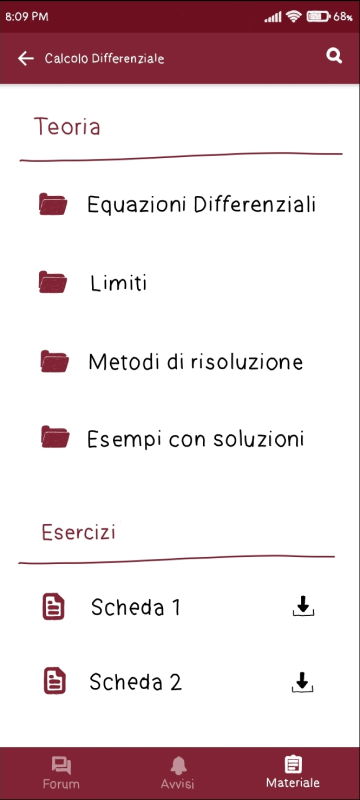 8:09 PM
68%
Calcolo Differenziale
Teoria
Equazioni Differenziali
Limiti
Metodi di risoluzione
Esempi con soluzioni
Esercizi
Scheda 1
Scheda 2
Forum
Avvisi
Materiale